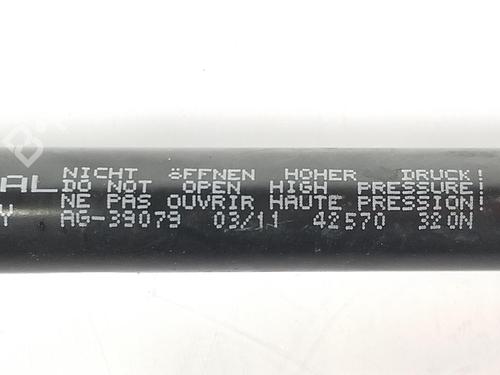 NICHT ÖFFNEN HOHER DRUCK!
AL DO NOT OPEN HIGH PRESSURE!
NE PAS OUVRIR HAUTE PRESSION!
Y AG-39079 03/11 42570 320N